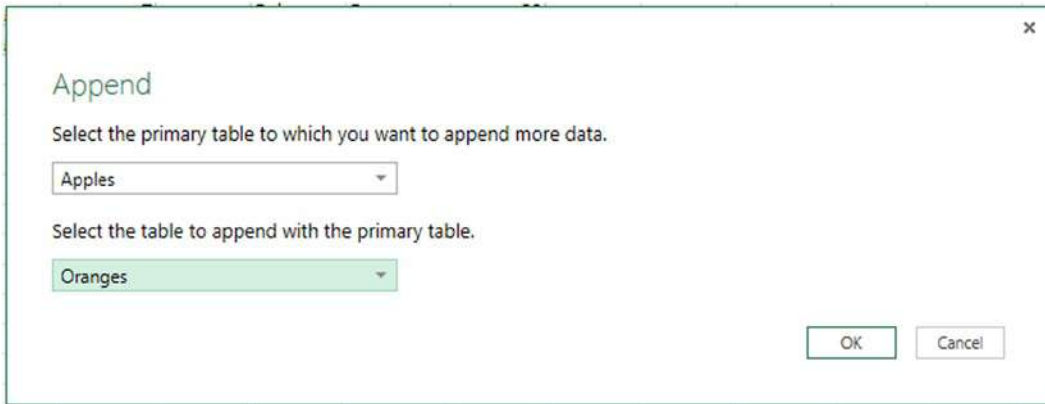 Append
Select the primary table to which you want to append more data.
Apples
Select the table to append with the primary table.
Oranges
OK
Cancel